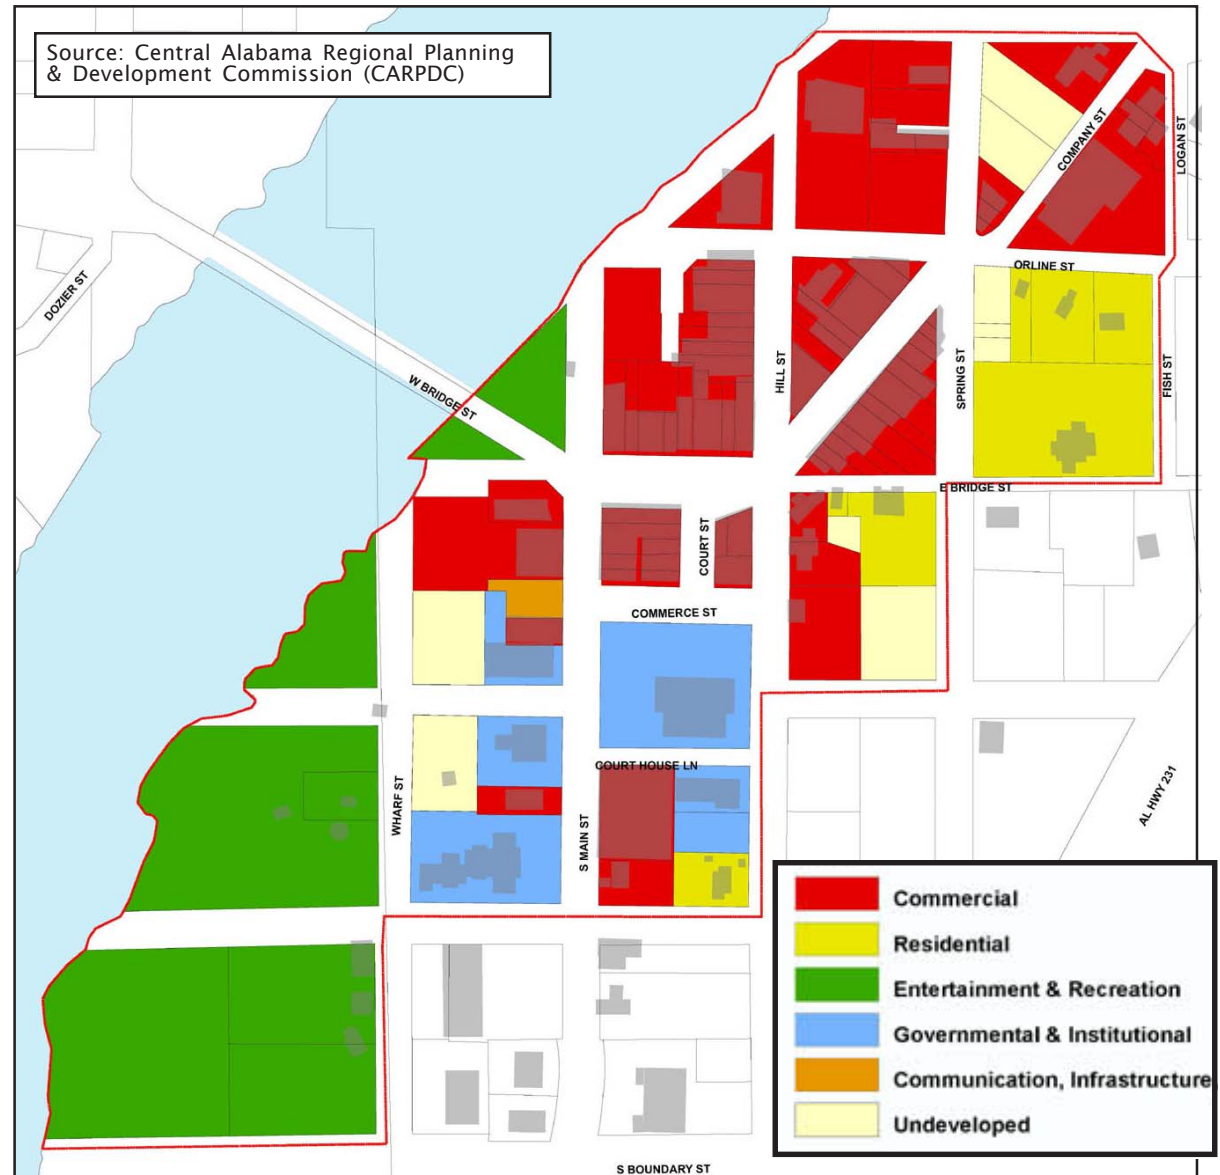 Source: Central Alabama Regional Planning
& Development Commission (CARPDC)
LOGAN ST
COMPANY ST
ORLINE ST
DOZIER ST
W BRIDGE ST
HILL ST
SPRING ST
FISH ST
E BRIDGE ST
COURT ST
COMMERCE ST
COURT HOUSE LN
WHARF ST
S MAIN ST
AL HWY 231
Commercial
Residential
Entertainment & Recreation
Governmental & Institutional
Communication, Infrastructure
Undeveloped
S BOUNDARY ST